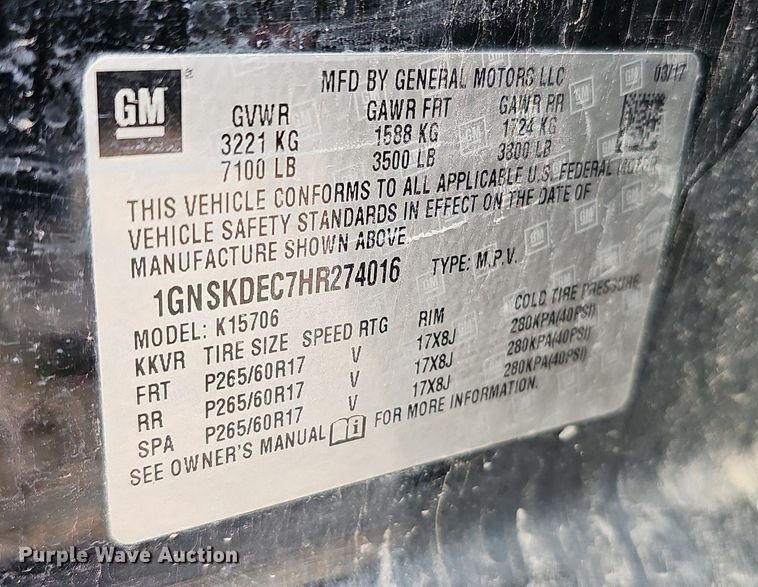 GM
MFD BY GENERAL MOTORS LLC
03/17
GVWR GAWR FRT GAWR RR
3221 KG 1588 KG 1724 KG
7100 LB 3500 LB 3800 LB
THIS VEHICLE CONFORMS TO ALL APPLICABLE U.S. FEDERAL MOTOR
VEHICLE SAFETY STANDARDS IN EFFECT ON THE DATE OF
MANUFACTURE SHOWN ABOVE.
1GNSKDEC7HR274016 TYPE: M.P.V.
MODEL: K15706
KKVR TIRE SIZE SPEED RTG RIM COLD TIRE PRESSURE
FRT P265/60R17 V 17X8J 280KPA(40PSI)
RR P265/60R17 V 17X8J 280KPA(40PSI)
SPA P265/60R17 V 17X8J 280KPA(40PSI)
SEE OWNER'S MANUAL FOR MORE INFORMATION.
Purple Wave Auction